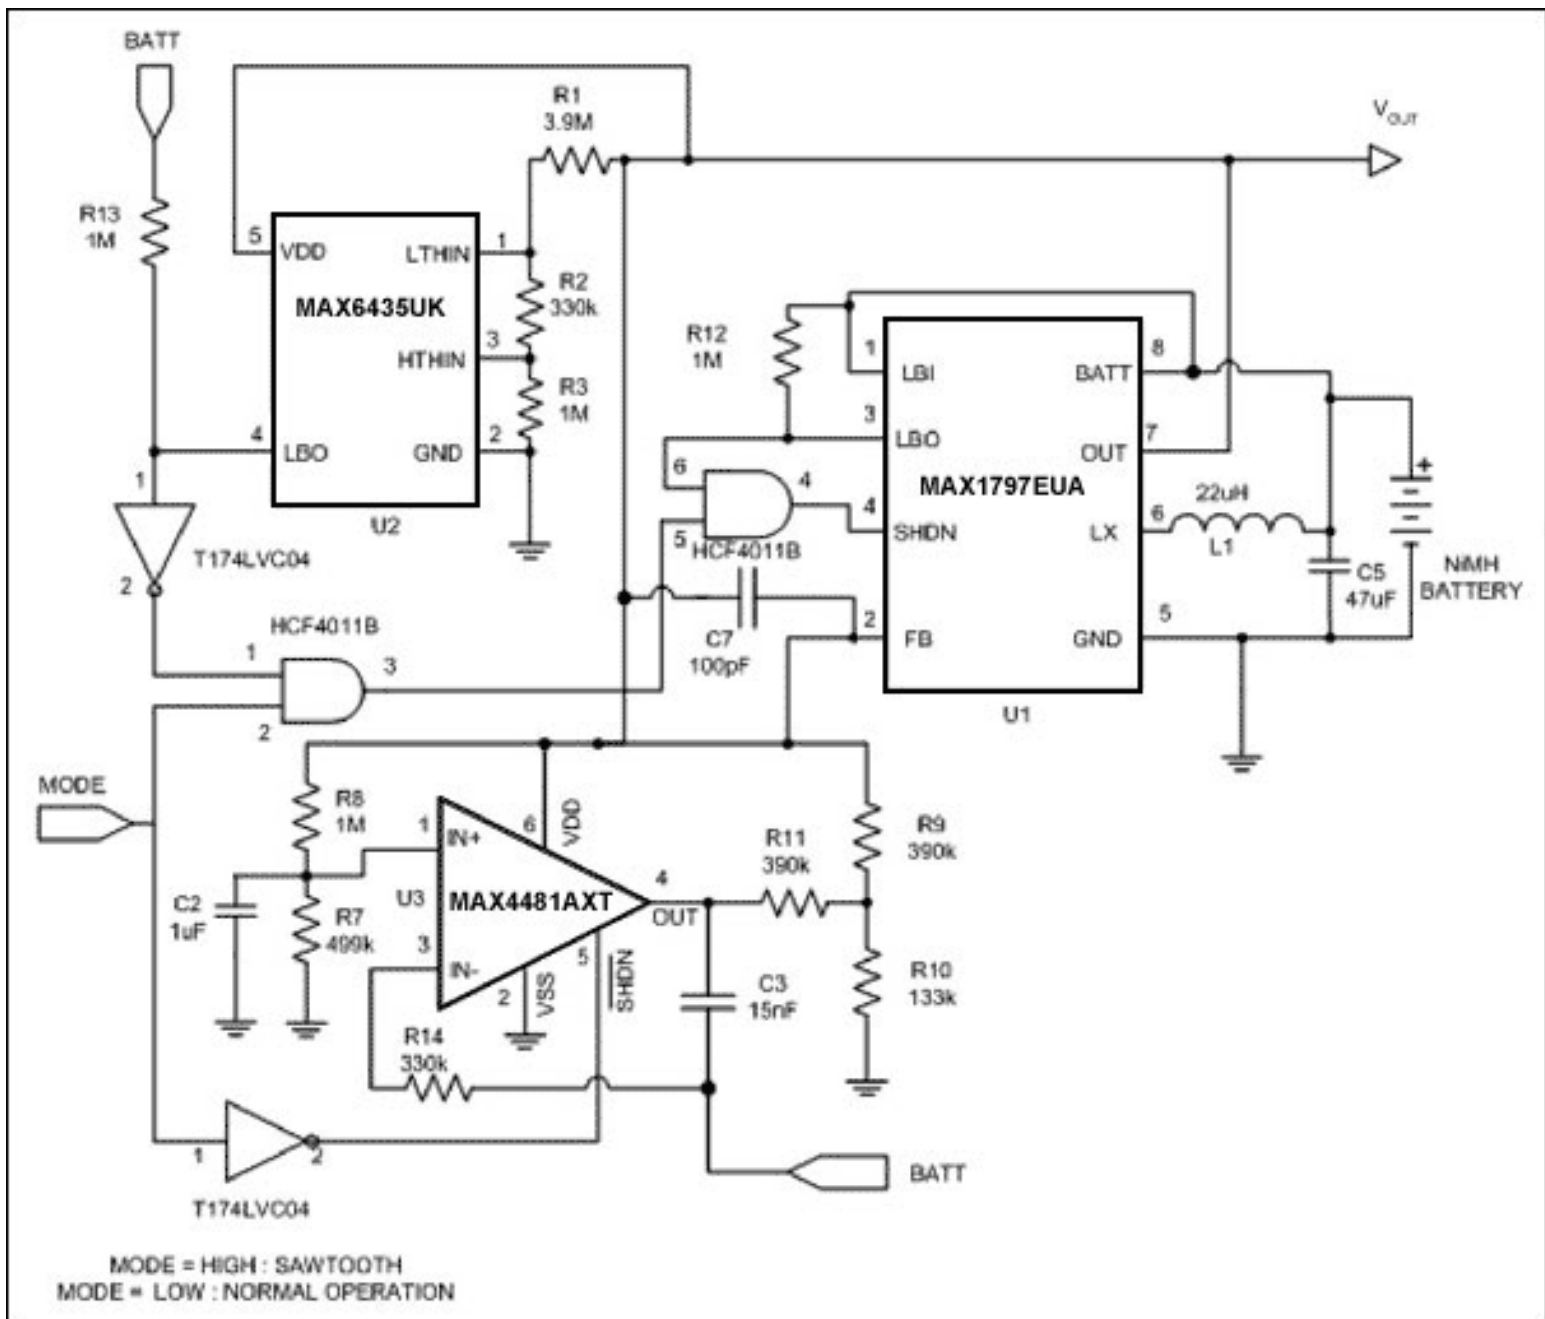 BATT
R1
3.9M
VOUT
R13
1M
5
VDD
LTHIN
1
MAX6435UK
R2
330k
3
HTHIN
R3
1M
4
LBO
GND
2
U2
1
T174LVC04
2
R12
1M
1
LBI
BATT
8
3
LBO
OUT
7
MAX1797EUA
6
4
5
HCF4011B
4
SHDN
LX
6
22uH
L1
C5
47uF
NiMH
BATTERY
+
2
FB
GND
5
U1
C7
100pF
HCF4011B
1
3
2
MODE
R8
1M
1
IN+
6
VDD
U3
MAX4481AXT
4
OUT
R11
390k
R9
390k
C2
1uF
R7
499k
3
IN-
2
VSS
5
SHDN
C3
15nF
R10
133k
R14
330k
1
2
T174LVC04
BATT
MODE = HIGH : SAWTOOTH
MODE = LOW : NORMAL OPERATION